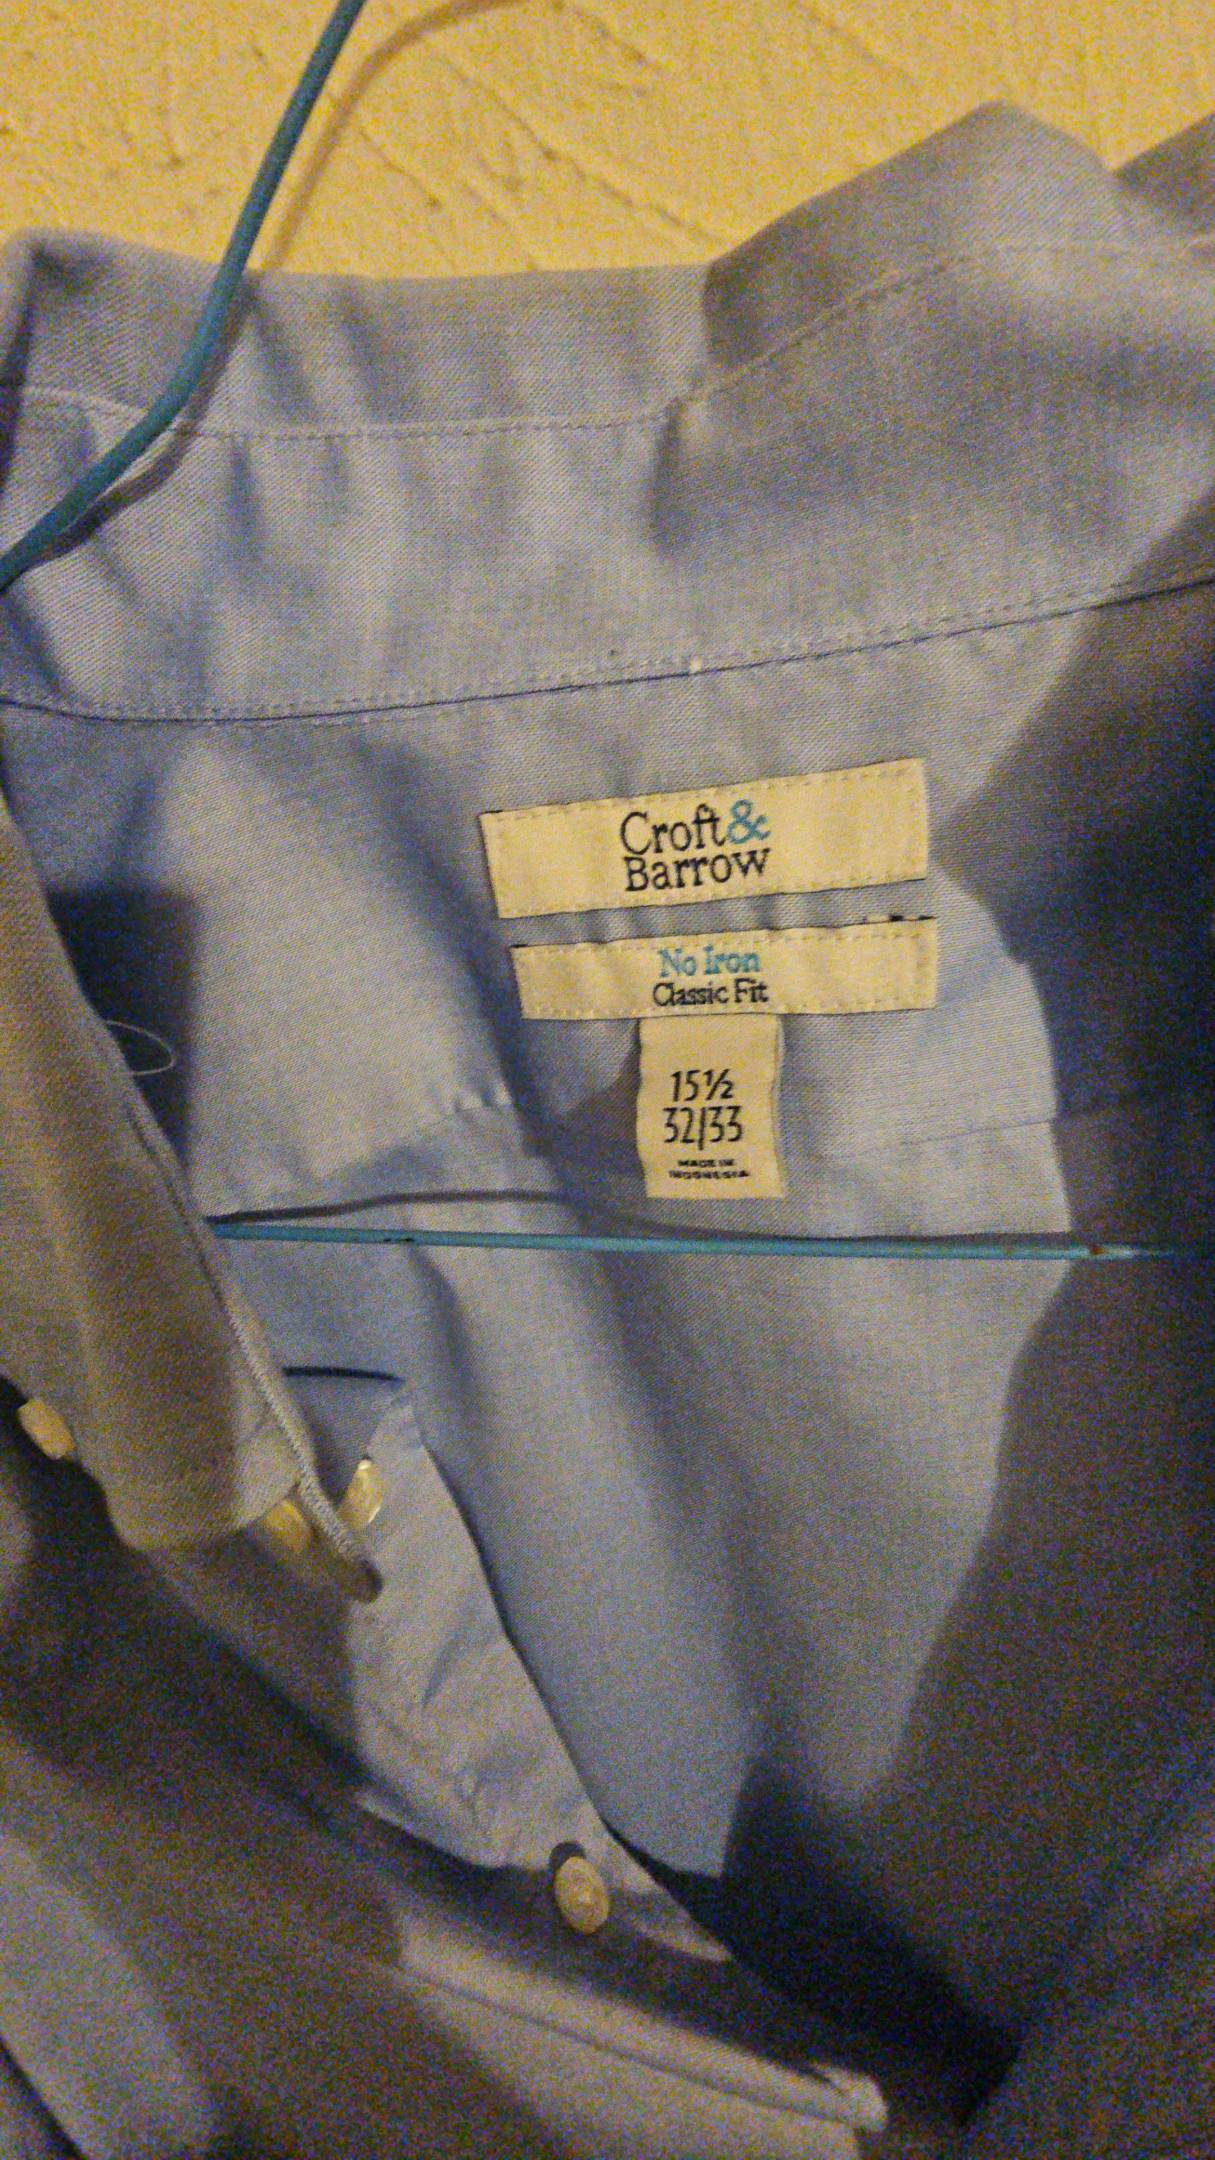 Croft&
Barrow
No Iron
Classic Fit
15½
32/33
MADE IN
INDONESIA